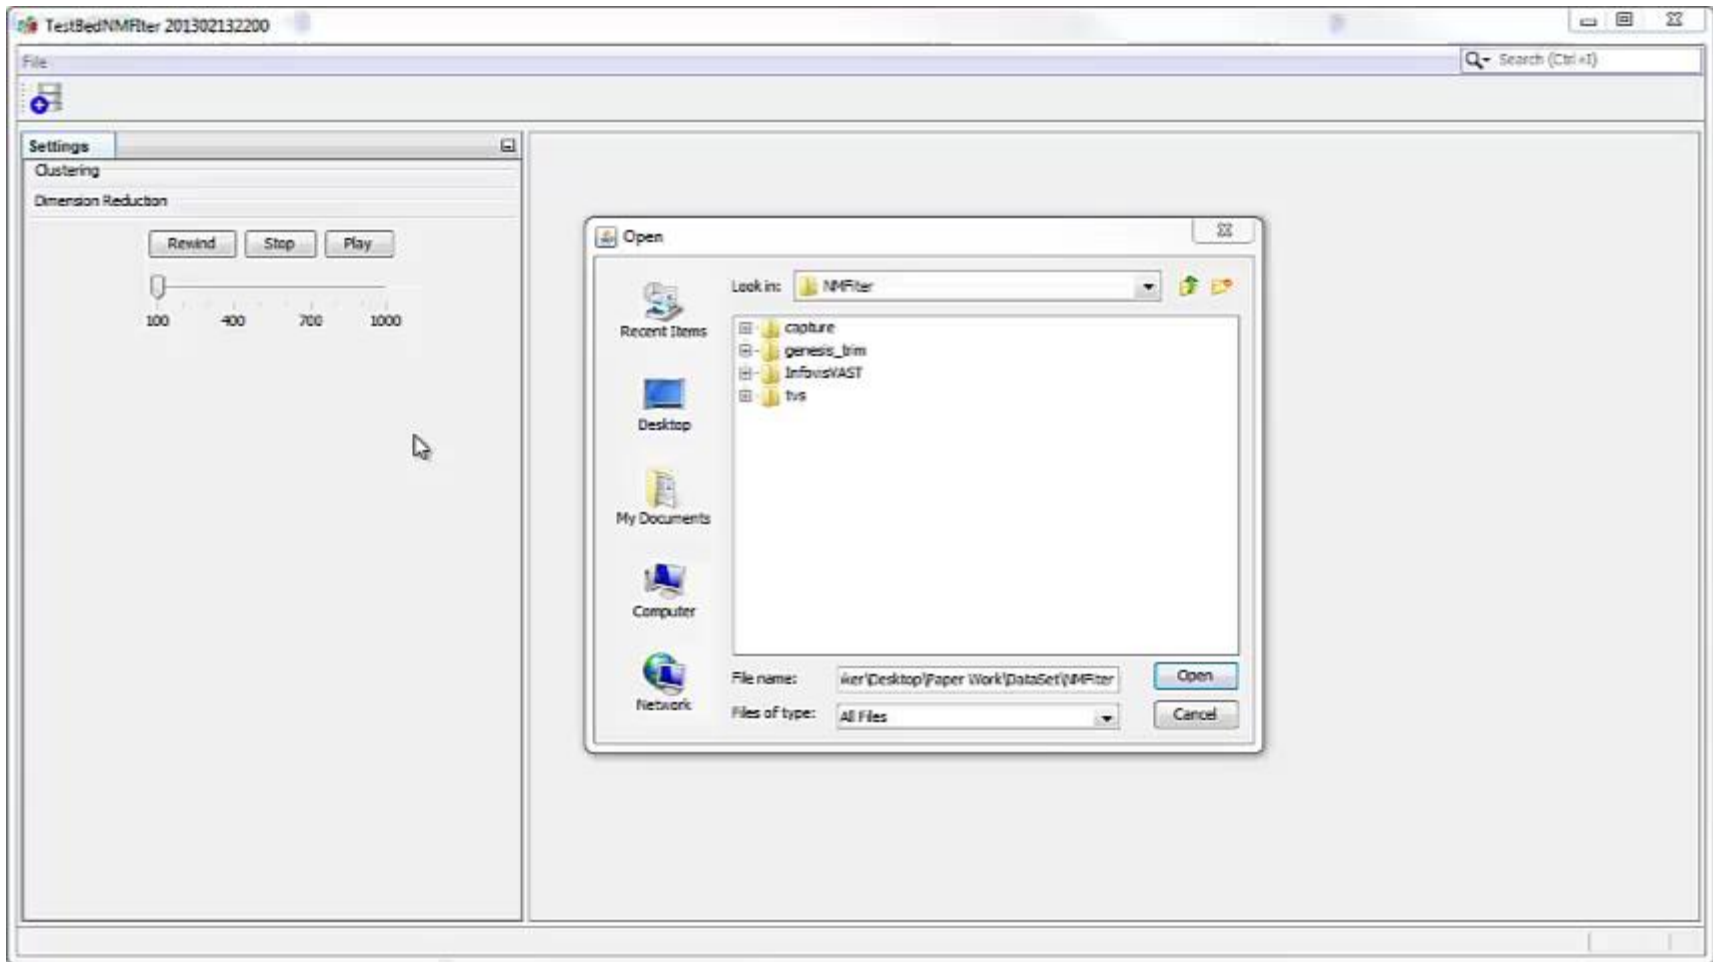 TestBedNMFIter 201302132200
File
Search (Ctrl+I)
Settings
Clustering
Dimension Reduction
Rewind Stop Play
100 400 700 1000
Open
Look in: NMFIter
Recent Items
Desktop
My Documents
Computer
Network
capture
genesis_trim
InfovisVAST
tvs
File name: ker\Desktop\Paper Work\DataSet\NMFIter
Open
Files of type: All Files
Cancel